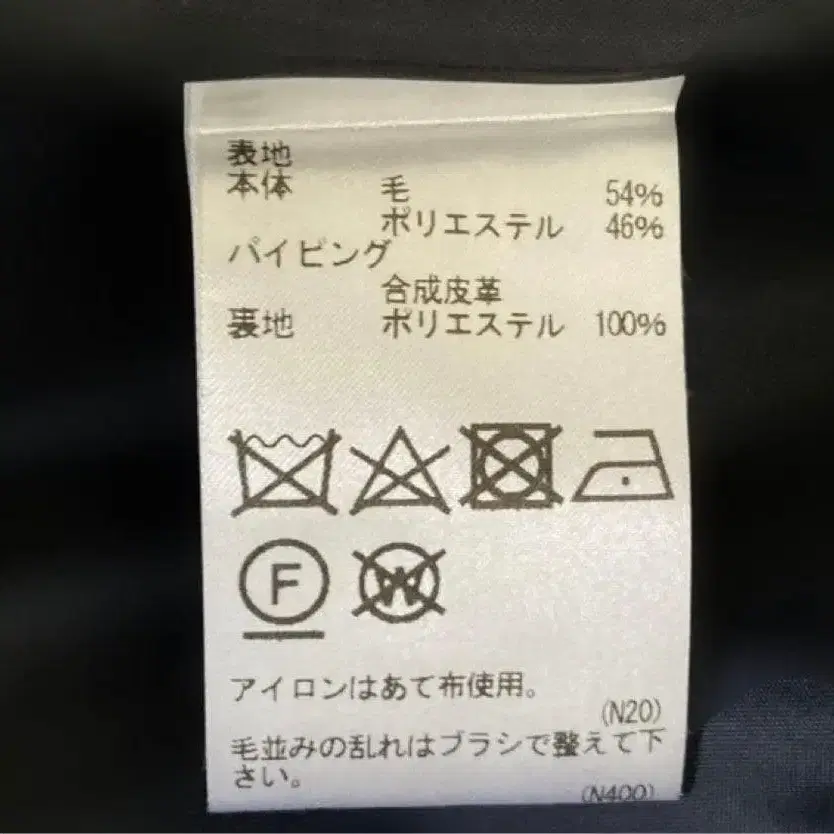 表地
本体 毛 54%
ポリエステル 46%
パイピング
合成皮革
裏地 ポリエステル 100%
F W
アイロンはあて布使用。
(N20)
毛並みの乱れはブラシで整えて下
さい。
(N400)